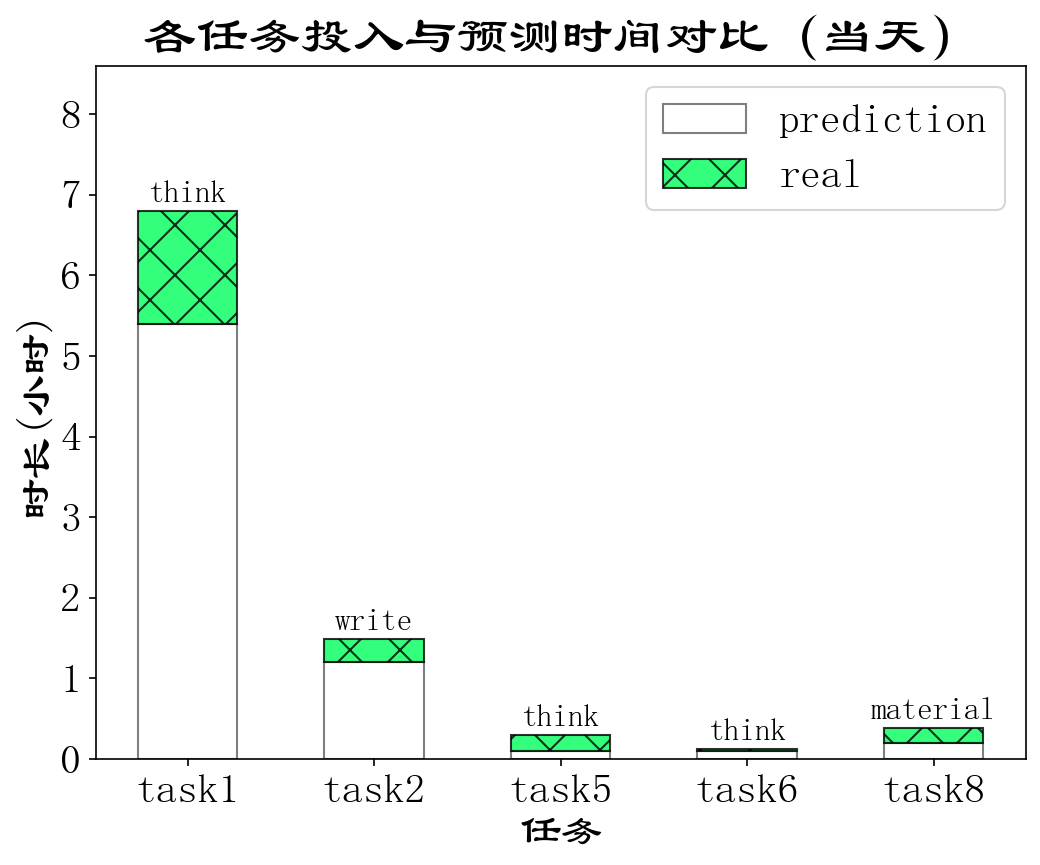 各任务投入与预测时间对比 (当天)
prediction
real
时长(小时)
8
7
6
5
4
3
2
1
0
think
write
think
think
material
task1 task2 task5 task6 task8
任务